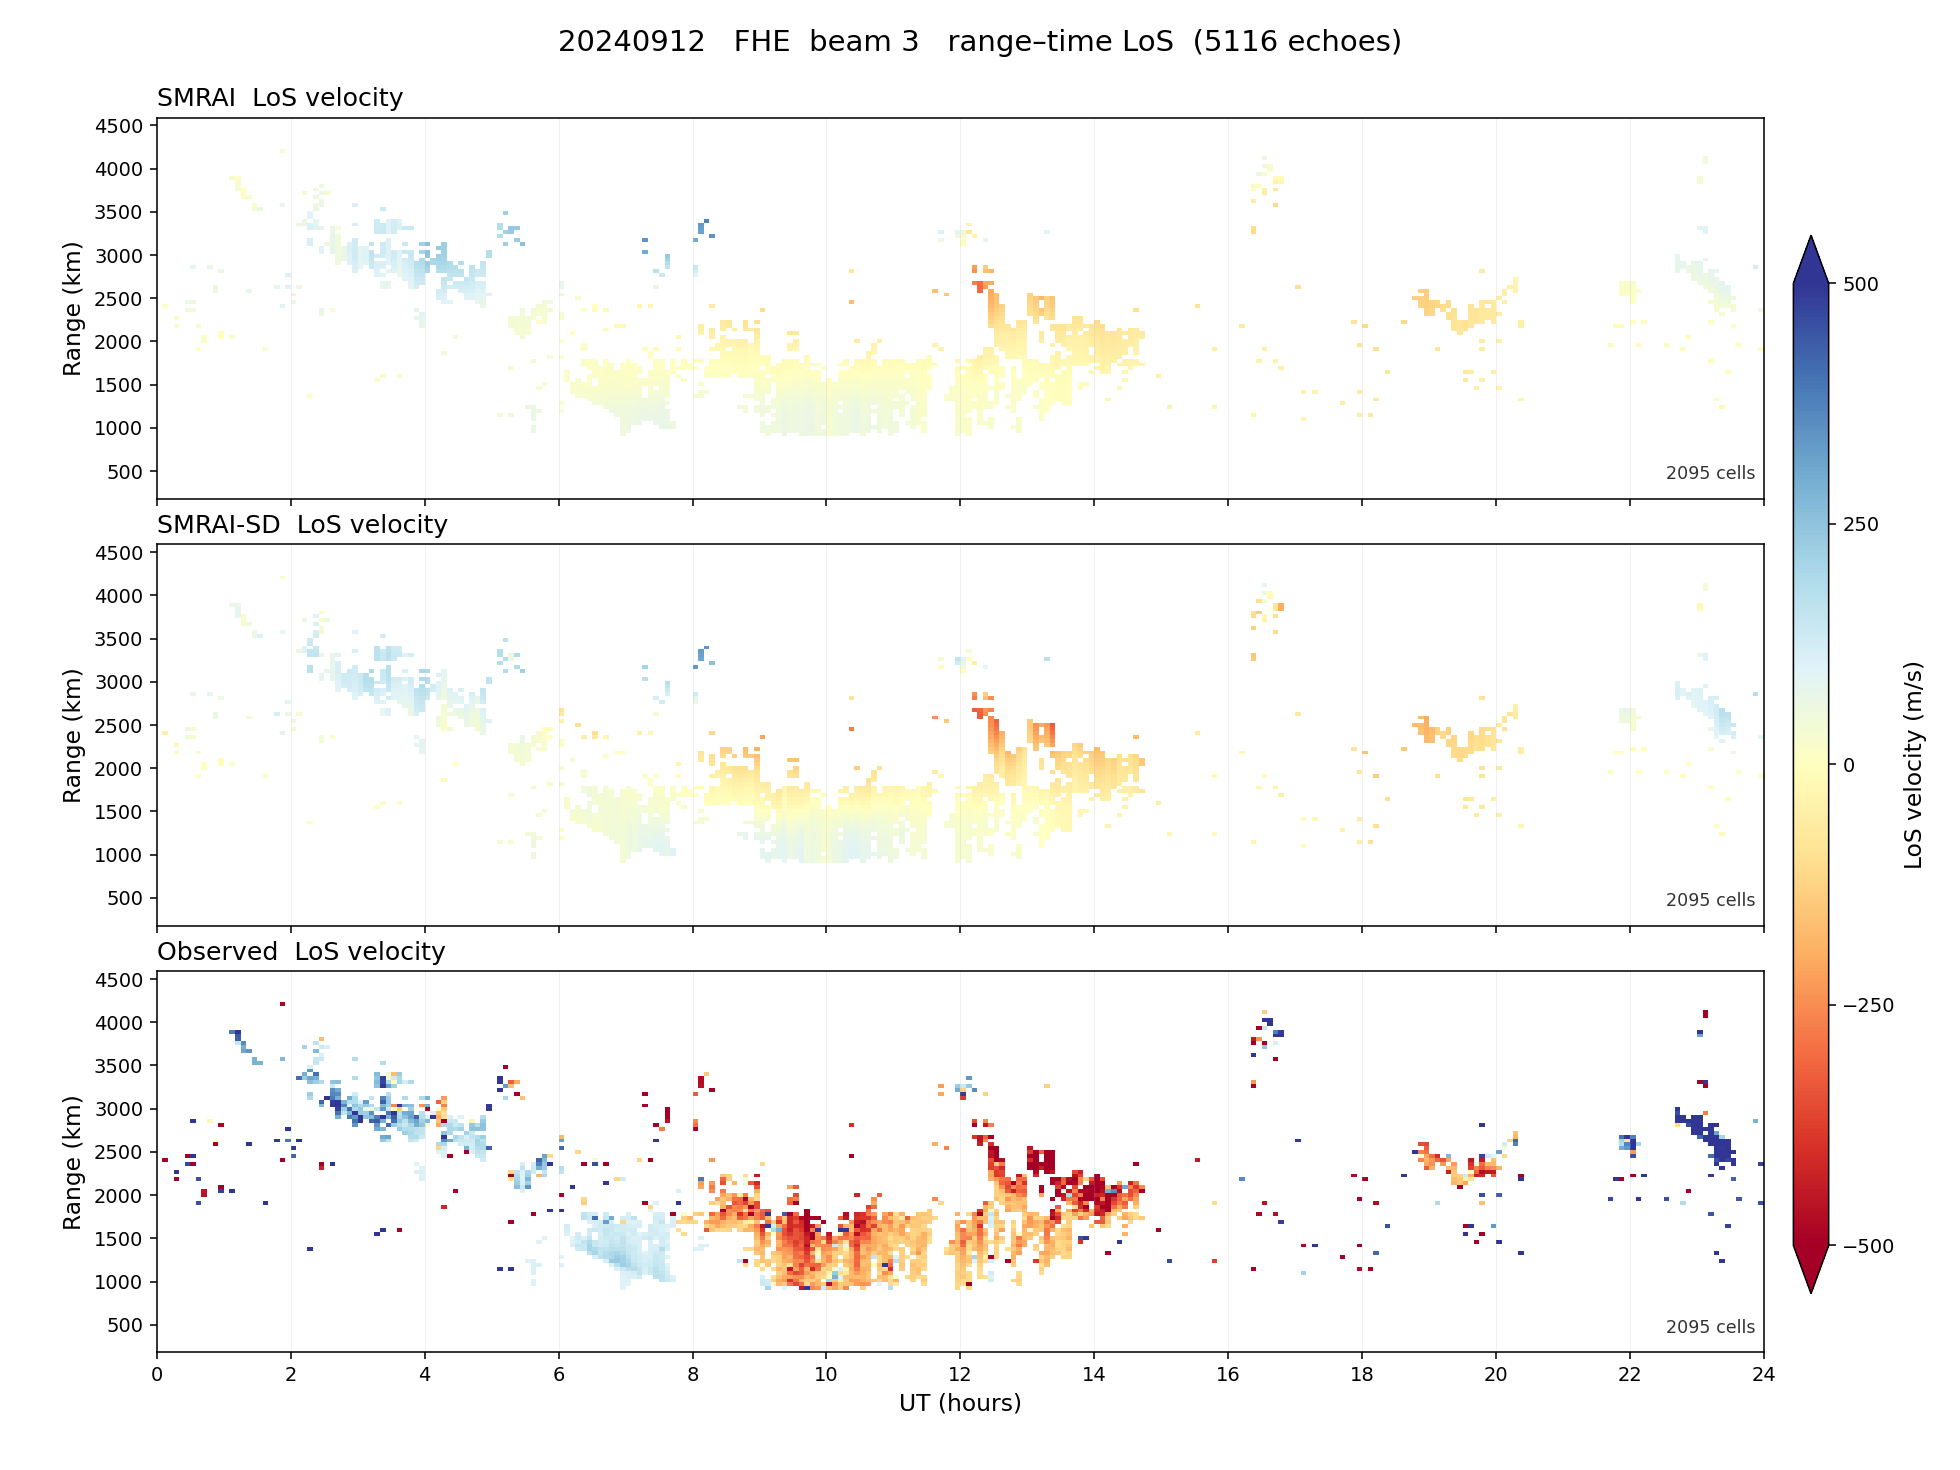 20240912 FHE beam 3 range–time LoS (5116 echoes)
SMRAI LoS velocity
4500
4000
3500
3000
2500
2000
1500
1000
500
Range (km)
2095 cells
SMRAI-SD LoS velocity
4500
4000
3500
3000
2500
2000
1500
1000
500
Range (km)
2095 cells
Observed LoS velocity
4500
4000
3500
3000
2500
2000
1500
1000
500
Range (km)
2095 cells
0 2 4 6 8 10 12 14 16 18 20 22 24
UT (hours)
500
250
0
−250
−500
LoS velocity (m/s)